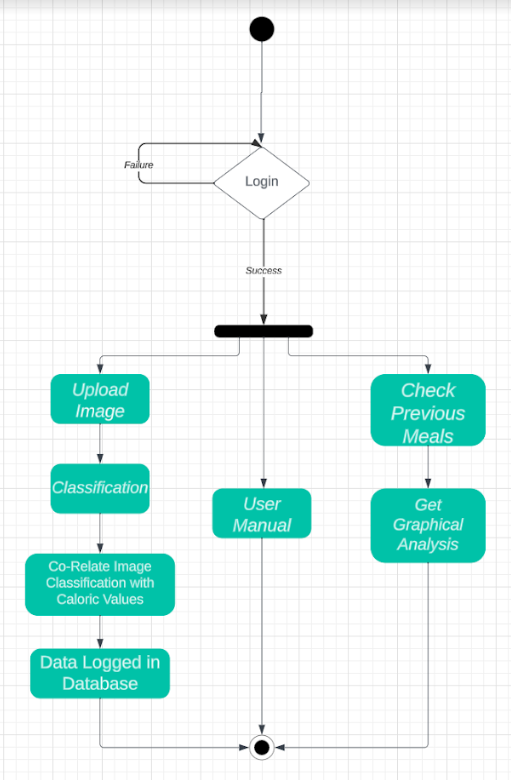 Login
Failure
Success
Upload
Image
Classification
Co-Relate Image
Classification with
Caloric Values
Data Logged in
Database
User
Manual
Check
Previous
Meals
Get
Graphical
Analysis